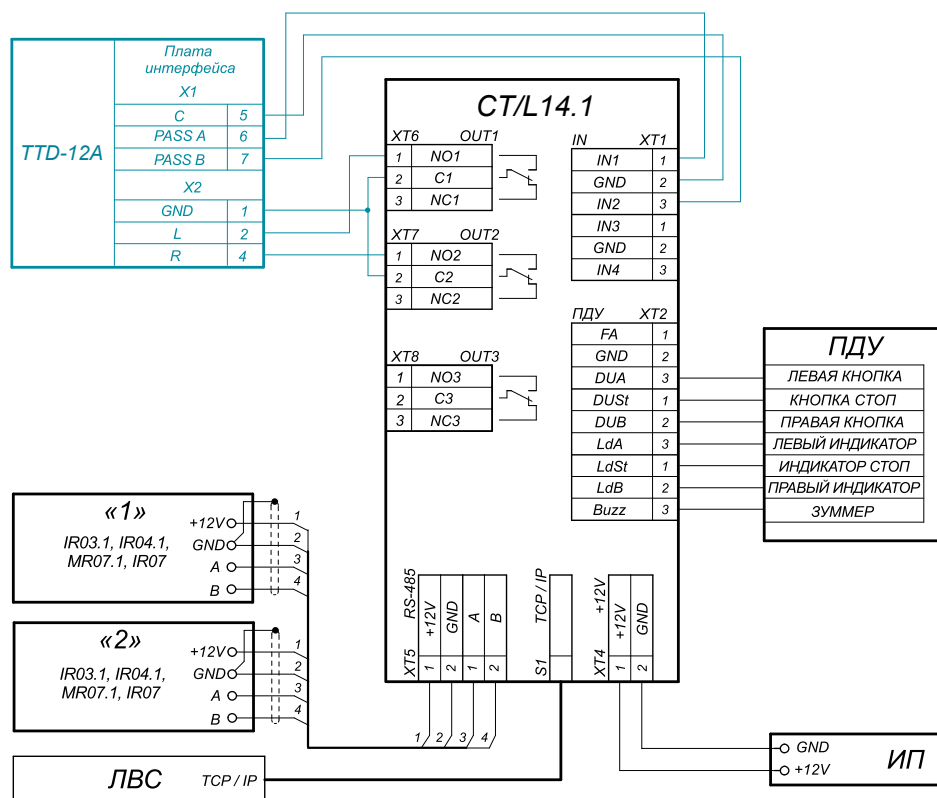 TTD-12A
Плата
интерфейса
X1
C 5
PASS A 6
PASS B 7
X2
GND 1
L 2
R 4
CT/L14.1
XT6 OUT1
1 NO1
2 C1
3 NC1
XT7 OUT2
1 NO2
2 C2
3 NC2
XT8 OUT3
1 NO3
2 C3
3 NC3
IN XT1
IN1 1
GND 2
IN2 3
IN3 1
GND 2
IN4 3
ПДУ XT2
FA 1
GND 2
DUA 3
DUSt 1
DUB 2
LdA 3
LdSt 1
LdB 2
Buzz 3
ПДУ
ЛЕВАЯ КНОПКА
КНОПКА СТОП
ПРАВАЯ КНОПКА
ЛЕВЫЙ ИНДИКАТОР
ИНДИКАТОР СТОП
ПРАВЫЙ ИНДИКАТОР
ЗУММЕР
«1»
IR03.1, IR04.1,
MR07.1, IR07
+12V 1
GND 2
A 3
B 4
«2»
IR03.1, IR04.1,
MR07.1, IR07
+12V 1
GND 2
A 3
B 4
XT5 RS-485
1 +12V
2 GND
1 A
2 B
1 2 3 4
S1 TCP / IP
XT4 +12V
1 +12V
2 GND
ЛВС TCP / IP
GND
+12V
ИП